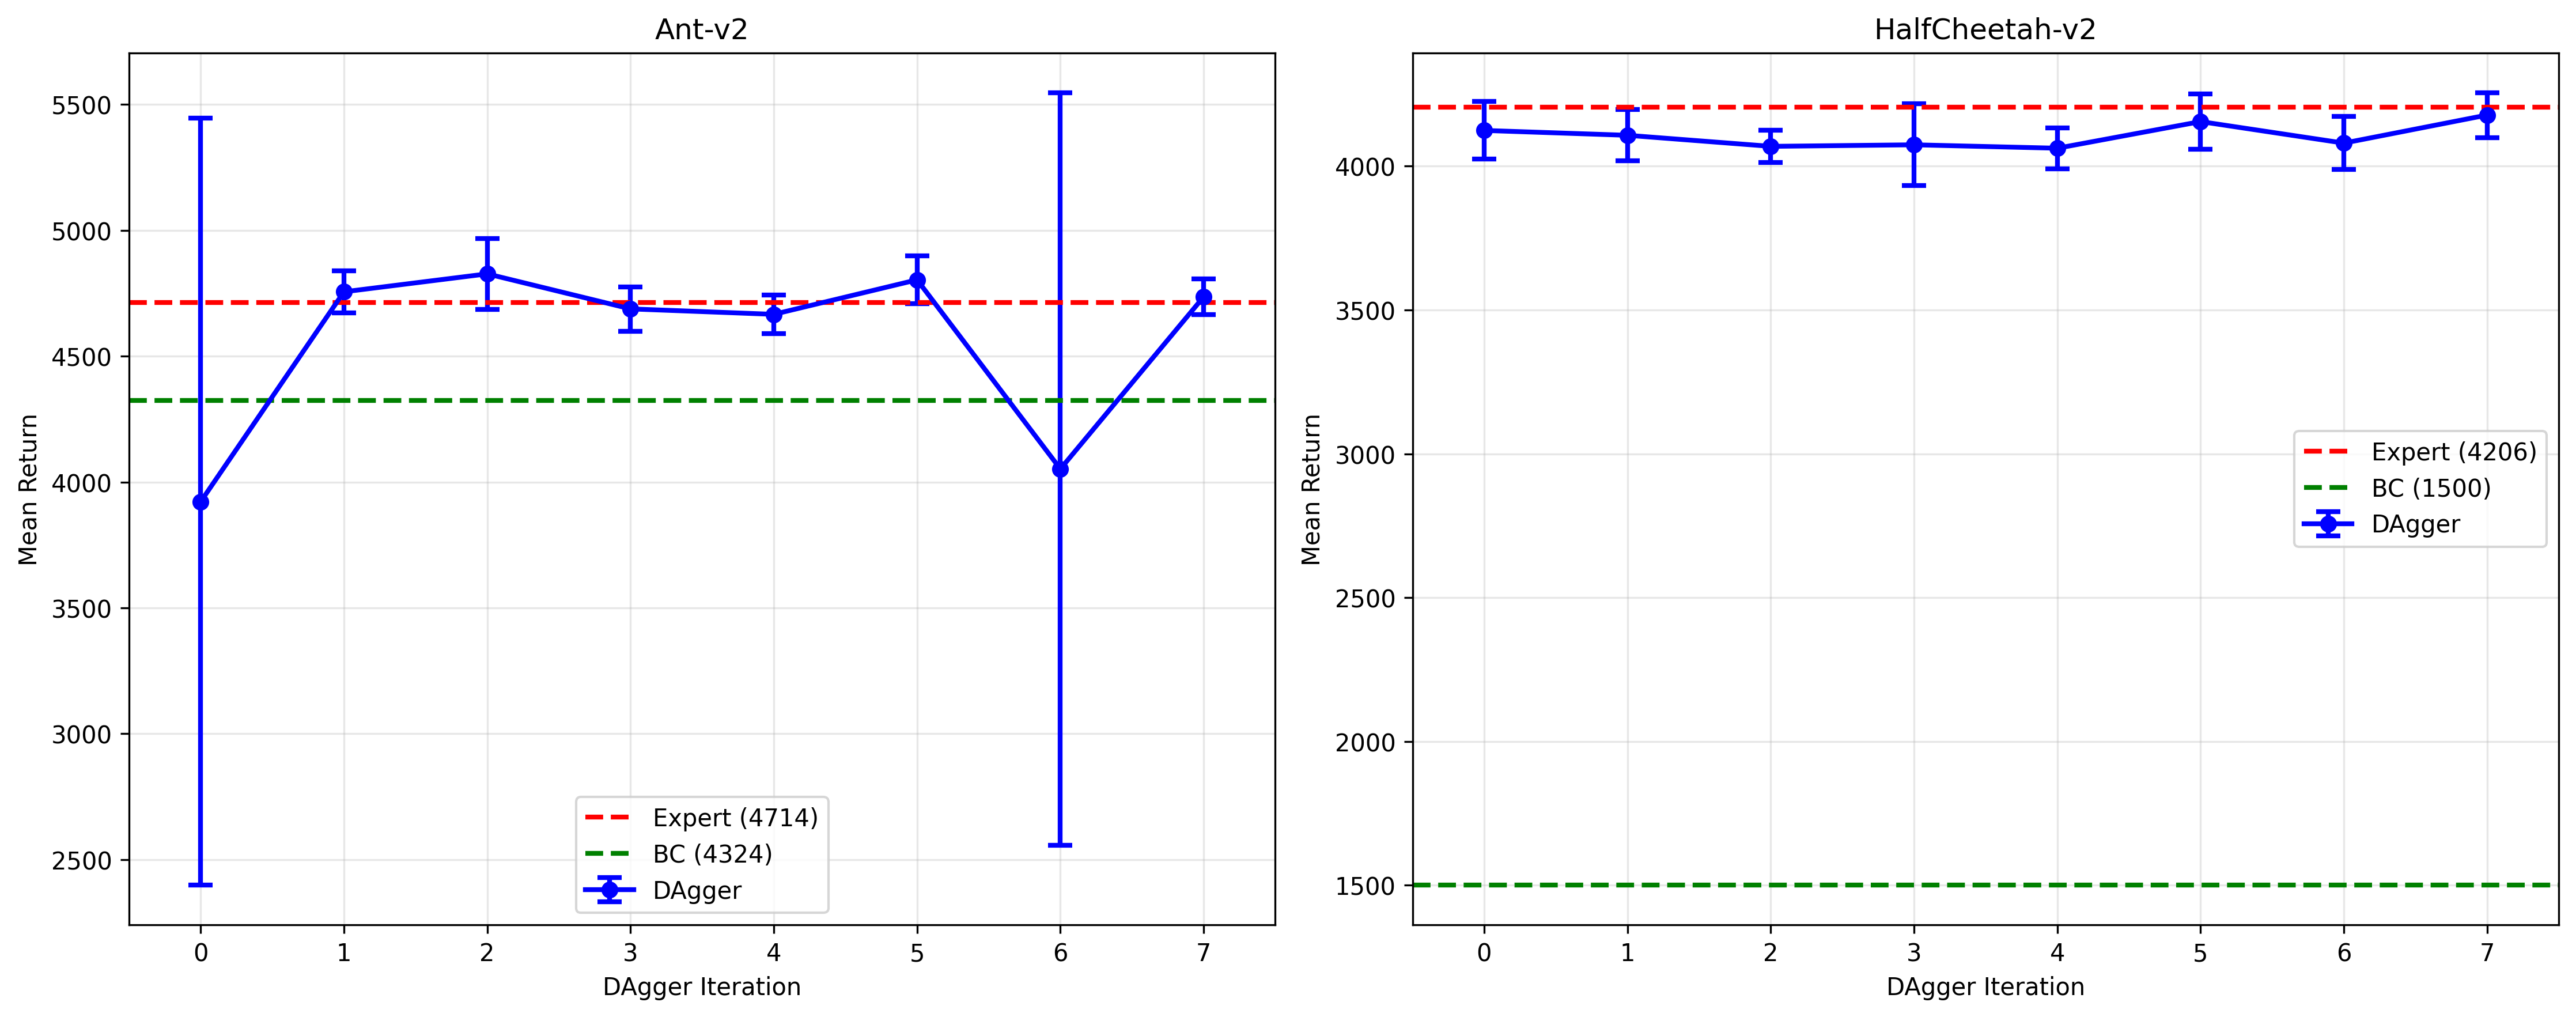 Ant-v2
5500
5000
4500
4000
3500
3000
2500
Mean Return
Expert (4714)
BC (4324)
DAgger
0 1 2 3 4 5 6 7
DAgger Iteration
HalfCheetah-v2
4000
3500
3000
2500
2000
1500
Mean Return
Expert (4206)
BC (1500)
DAgger
0 1 2 3 4 5 6 7
DAgger Iteration